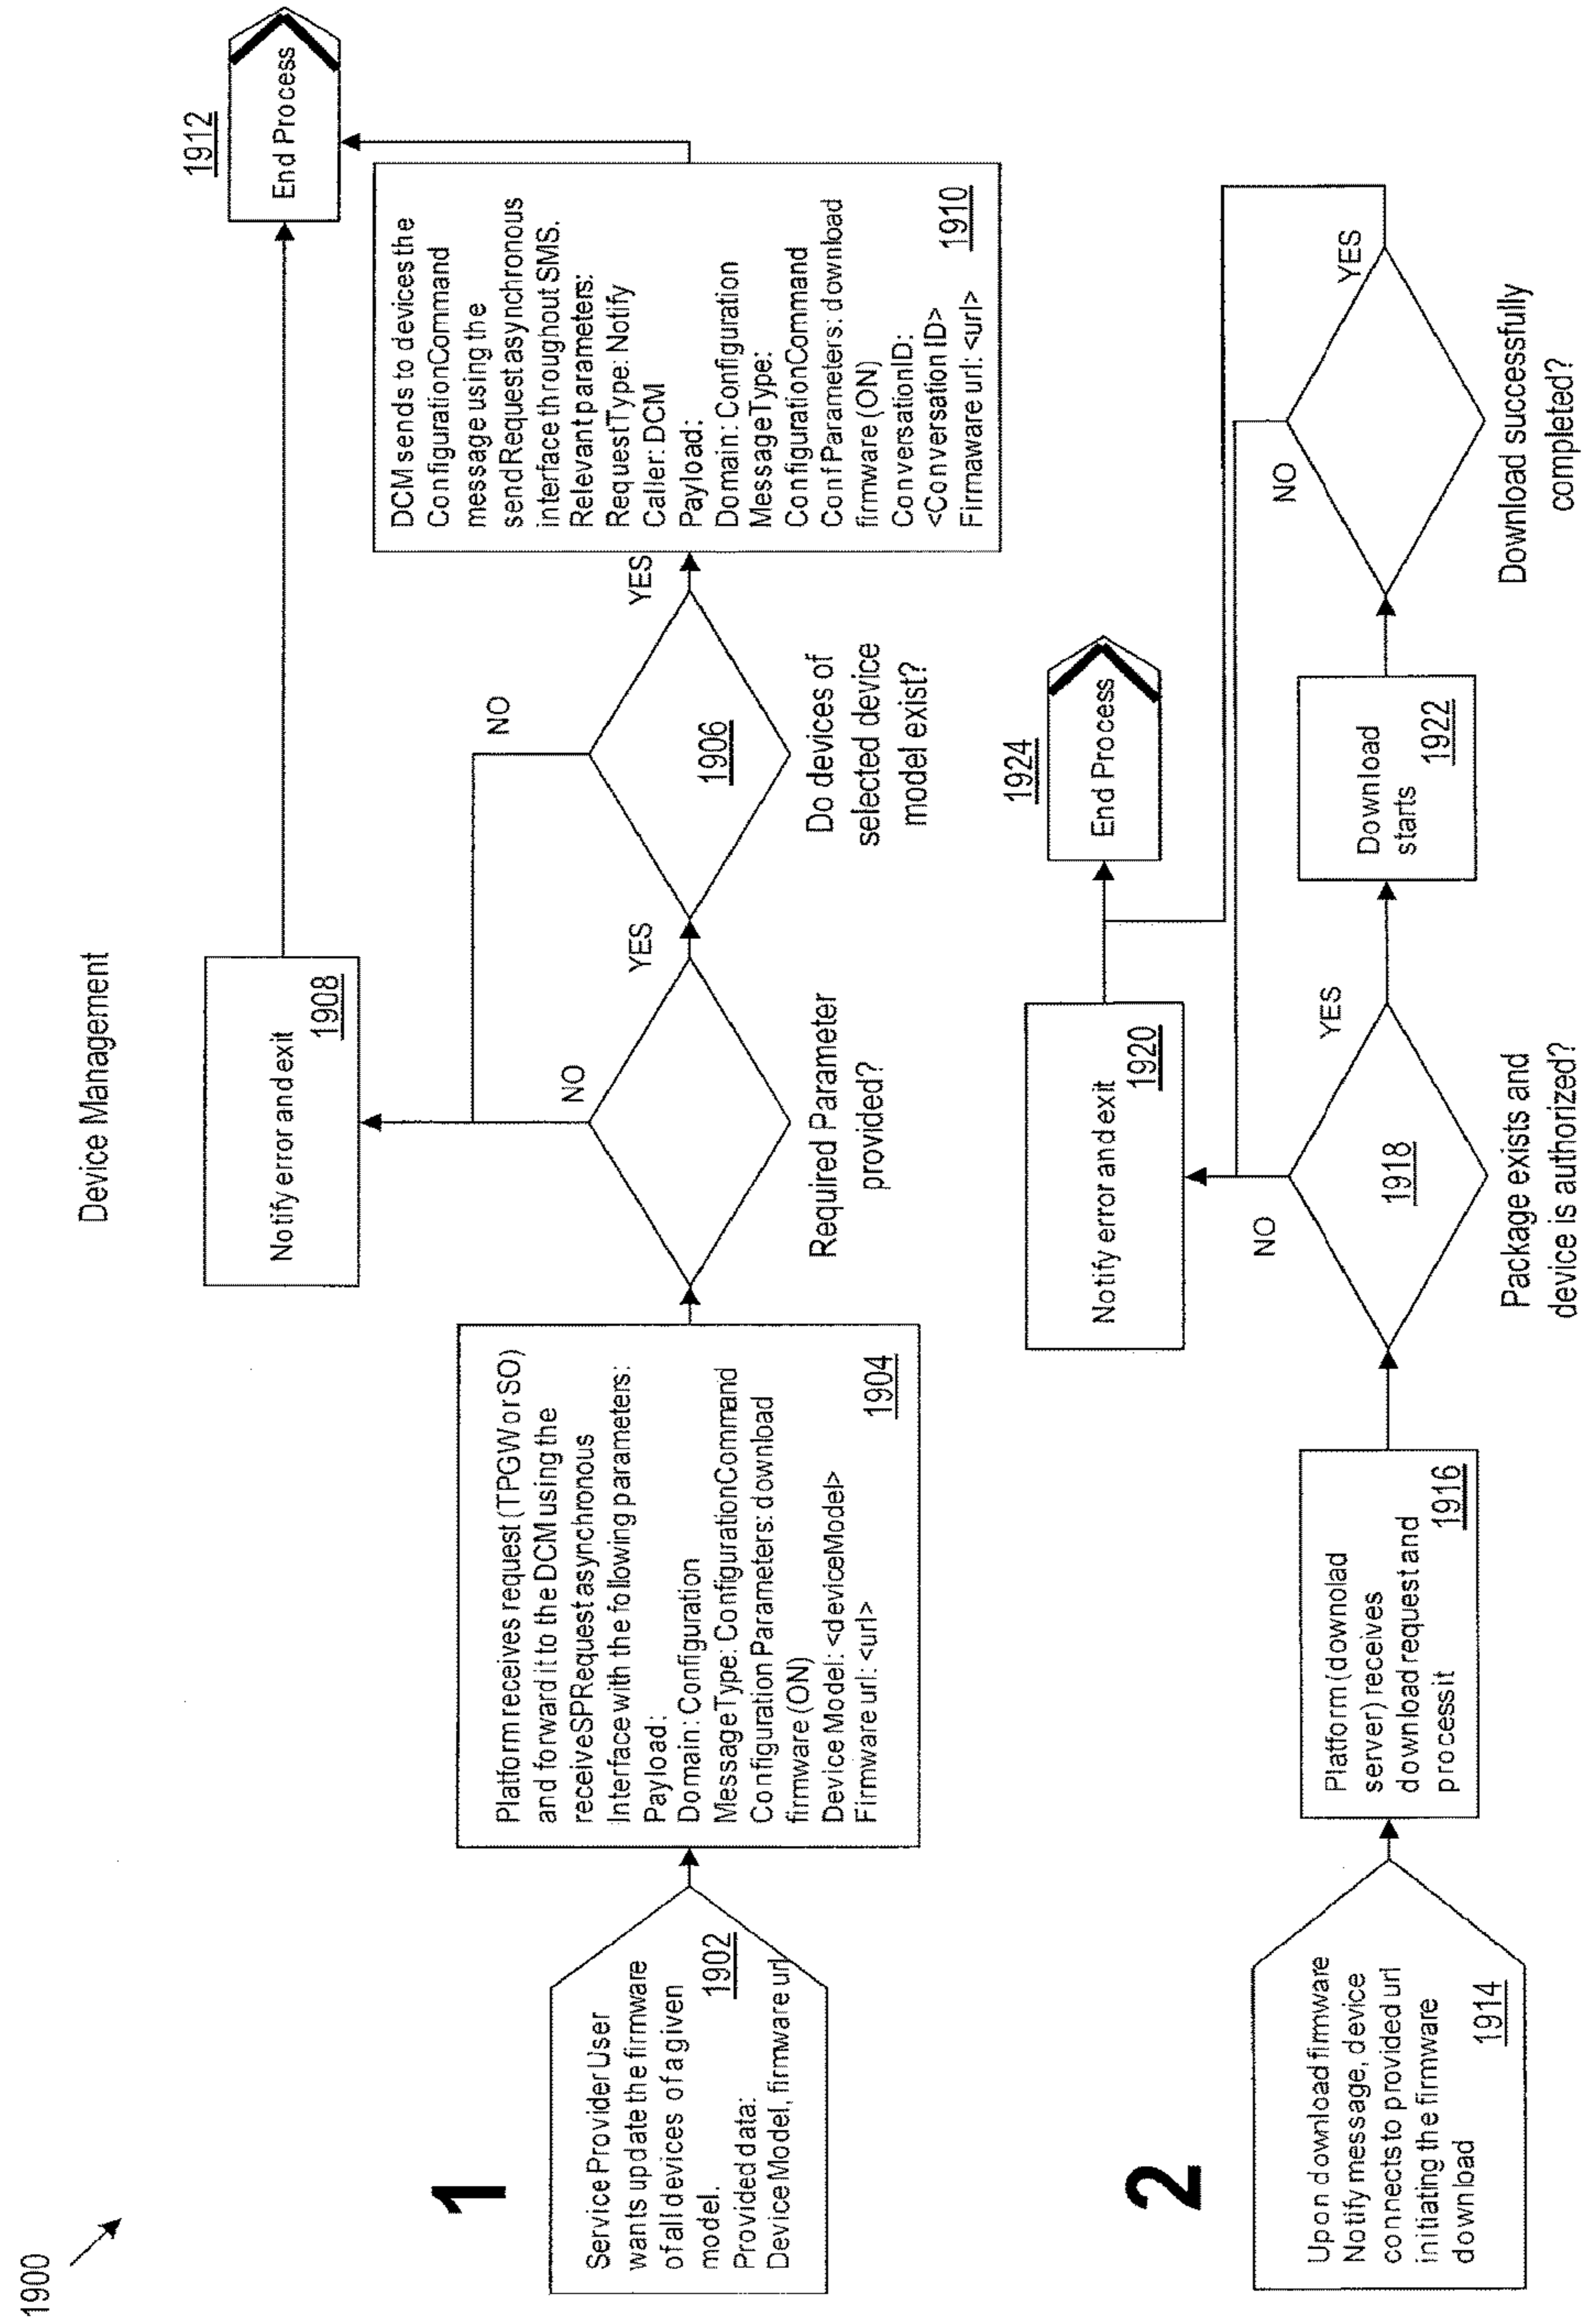 1900
Device Management
1
Service Provider User
wants update the firmware
of all devices of a given
model.
1902
Provided data:
Device Model, firmware url
Platform receives request (TPGW or SO)
and forward it to the DCM using the
receiveSPRequest asynchronous
Interface with the following parameters:
Payload:
Domain: Configuration
MessageType: ConfigurationCommand
Configuration Parameters: download
firmware (ON)
Device Model: <deviceModel>
Firmware url: <url>
1904
Required Parameter
provided?
NO
YES
Notify error and exit
1908
1906
Do devices of
selected device
model exist?
NO
YES
DCM sends to devices the
ConfigurationCommand
message using the
sendRequest asynchronous
interface throughout SMS.
Relevant parameters:
RequestType: Notify
Caller: DCM
Payload:
Domain: Configuration
MessageType:
ConfigurationCommand
Conf Parameters: download
firmware (ON)
ConversationID:
<Conversation ID>
Firmaware url: <url>
1910
1912
End Process
2
Upon download firmware
Notify message, device
connects to provided url
initiating the firmware
download
1914
Platform (downolad
server) receives
download request and
process it
1916
1918
Package exists and
device is authorized?
NO
YES
Notify error and exit
1920
Download
starts
1922
1924
End Process
Download successfully
completed?
NO
YES